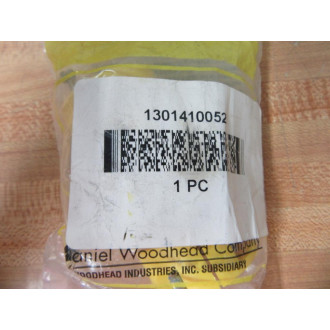 1301410052
1 PC
aniel Woodhead Company
WOODHEAD INDUSTRIES, INC. SUBSIDIARY